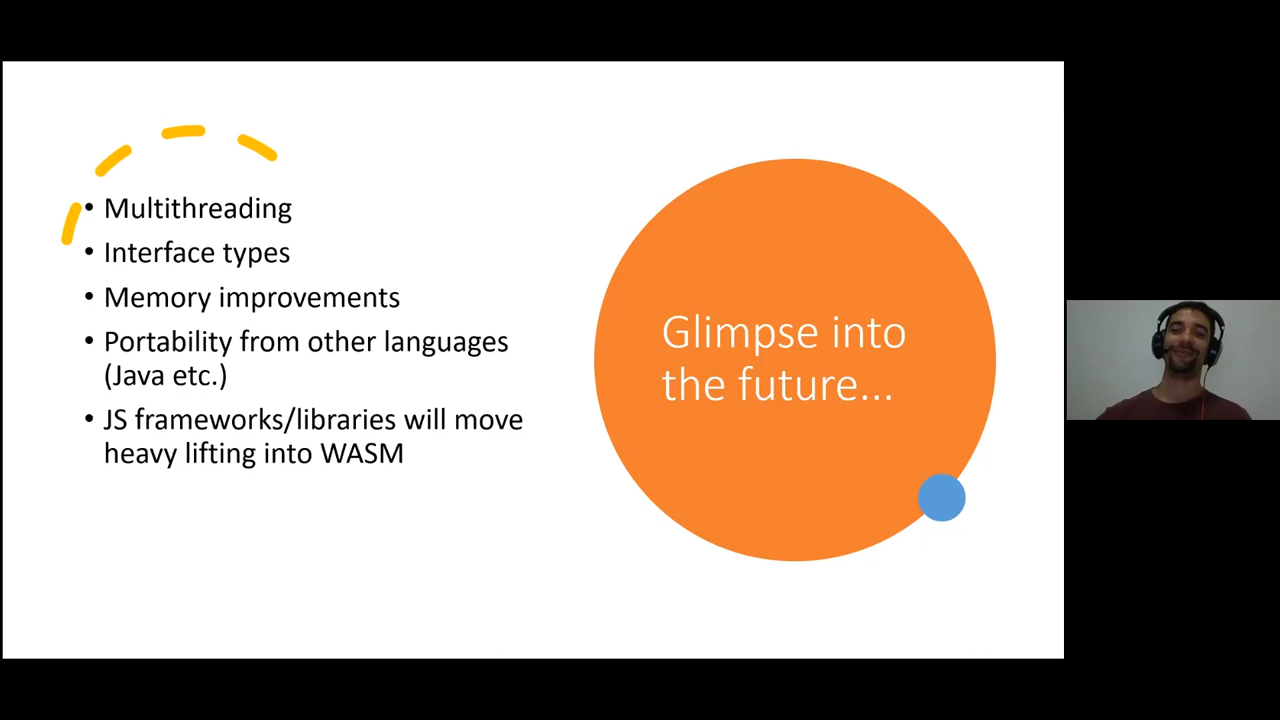 • Multithreading
• Interface types
• Memory improvements
• Portability from other languages
(Java etc.)
• JS frameworks/libraries will move
heavy lifting into WASM
Glimpse into
the future...